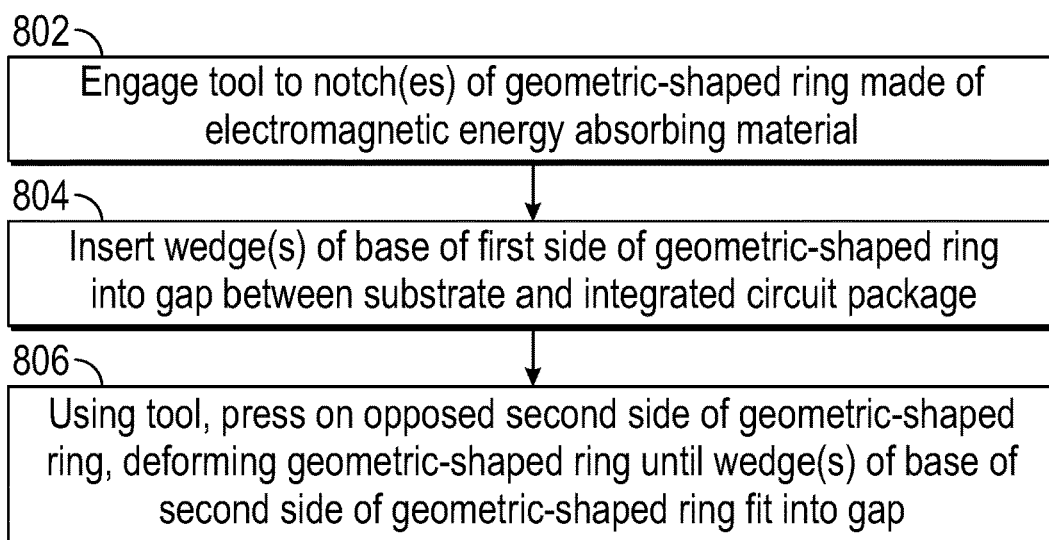 802
Engage tool to notch(es) of geometric-shaped ring made of
electromagnetic energy absorbing material
804
Insert wedge(s) of base of first side of geometric-shaped ring
into gap between substrate and integrated circuit package
806
Using tool, press on opposed second side of geometric-shaped
ring, deforming geometric-shaped ring until wedge(s) of base of
second side of geometric-shaped ring fit into gap